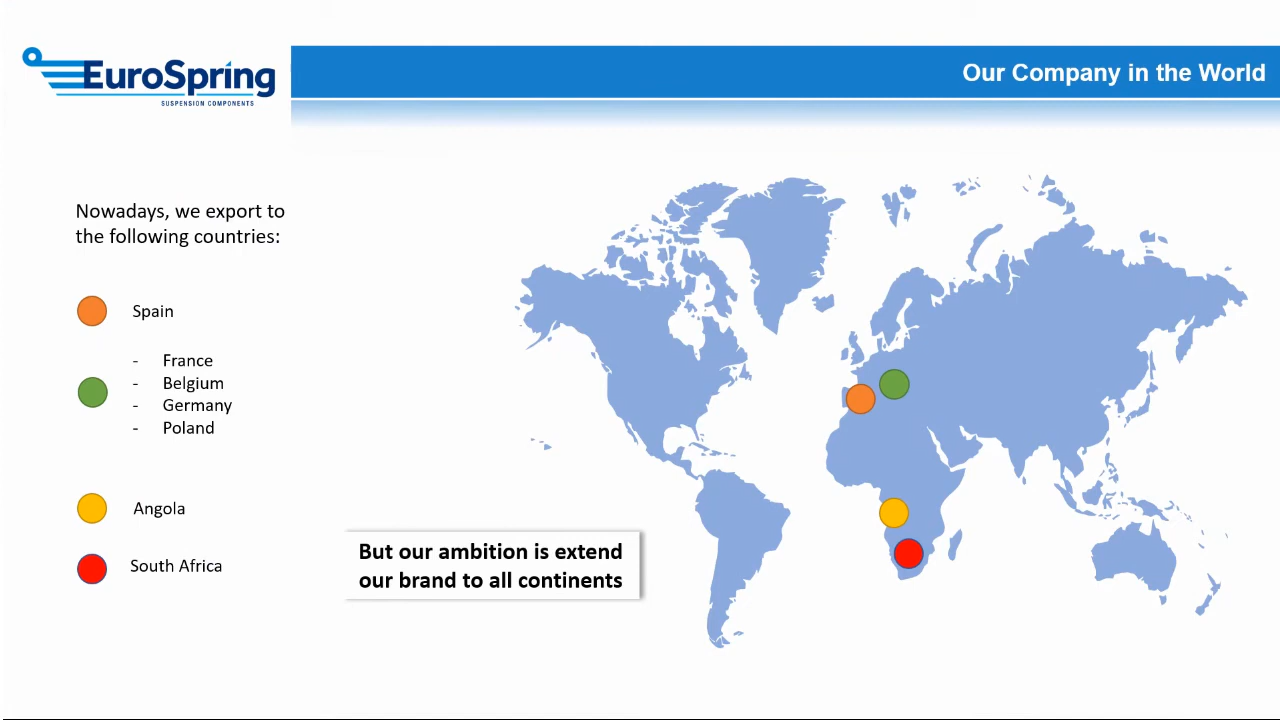 EuroSpring
SUSPENSION COMPONENTS
Our Company in the World
Nowadays, we export to
the following countries:
Spain
- France
- Belgium
- Germany
- Poland
Angola
South Africa
But our ambition is extend
our brand to all continents